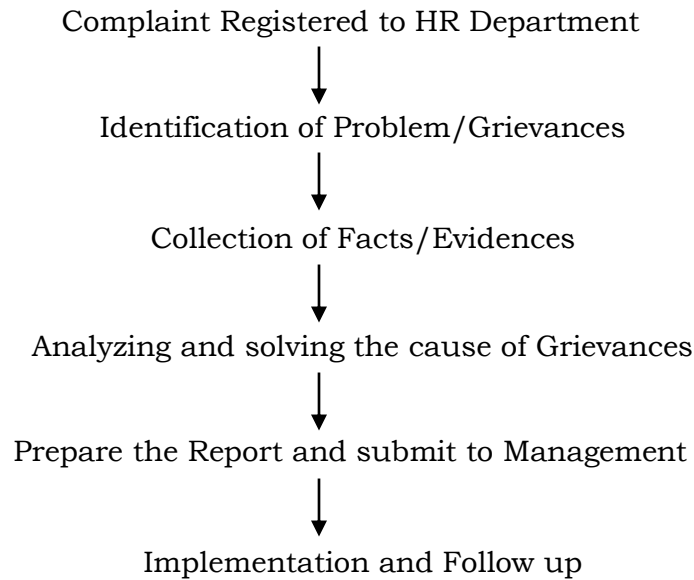 Complaint Registered to HR Department
Identification of Problem/Grievances
Collection of Facts/Evidences
Analyzing and solving the cause of Grievances
Prepare the Report and submit to Management
Implementation and Follow up